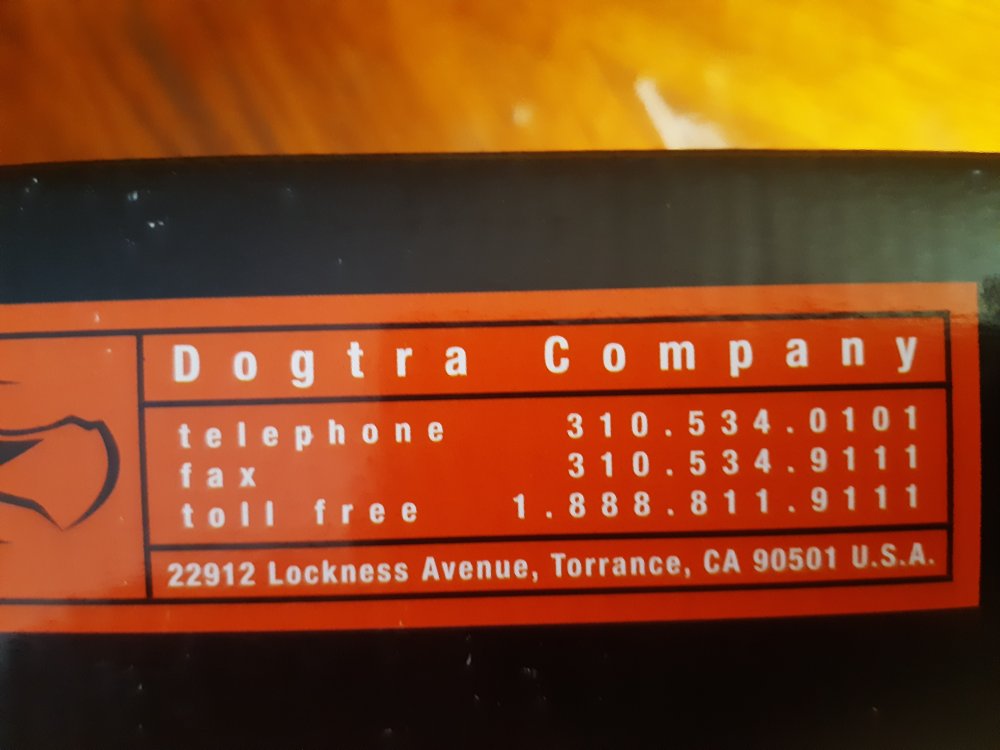 Dogtra Company
telephone 310.534.0101
fax 310.534.9111
toll free 1.888.811.9111
22912 Lockness Avenue, Torrance, CA 90501 U.S.A.